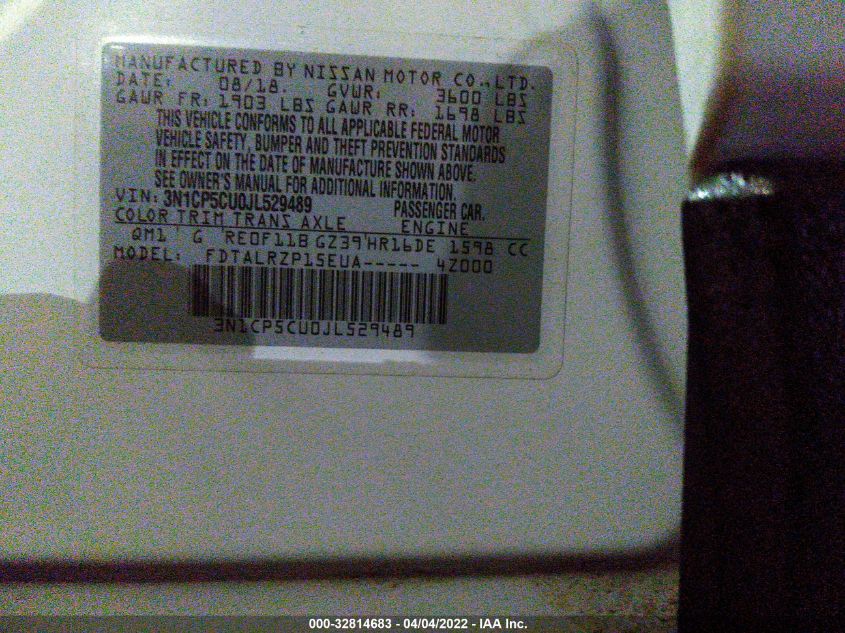 MANUFACTURED BY NISSAN MOTOR CO., LTD.
DATE: 08/18. GVWR: 3600 LBS
GAWR FR: 1903 LBS GAWR RR: 1698 LBS
THIS VEHICLE CONFORMS TO ALL APPLICABLE FEDERAL MOTOR
VEHICLE SAFETY, BUMPER AND THEFT PREVENTION STANDARDS
IN EFFECT ON THE DATE OF MANUFACTURE SHOWN ABOVE.
SEE OWNER'S MANUAL FOR ADDITIONAL INFORMATION.
VIN: 3N1CP5CU0JL529489 PASSENGER CAR.
COLOR TRIM TRANS AXLE ENGINE
QM1 G RE0F11B GZ39 HR16DE 1598 CC
MODEL: FDTALRZP15EUA----- 4Z000
3N1CP5CU0JL529489
000-32814683 - 04/04/2022 - IAA Inc.